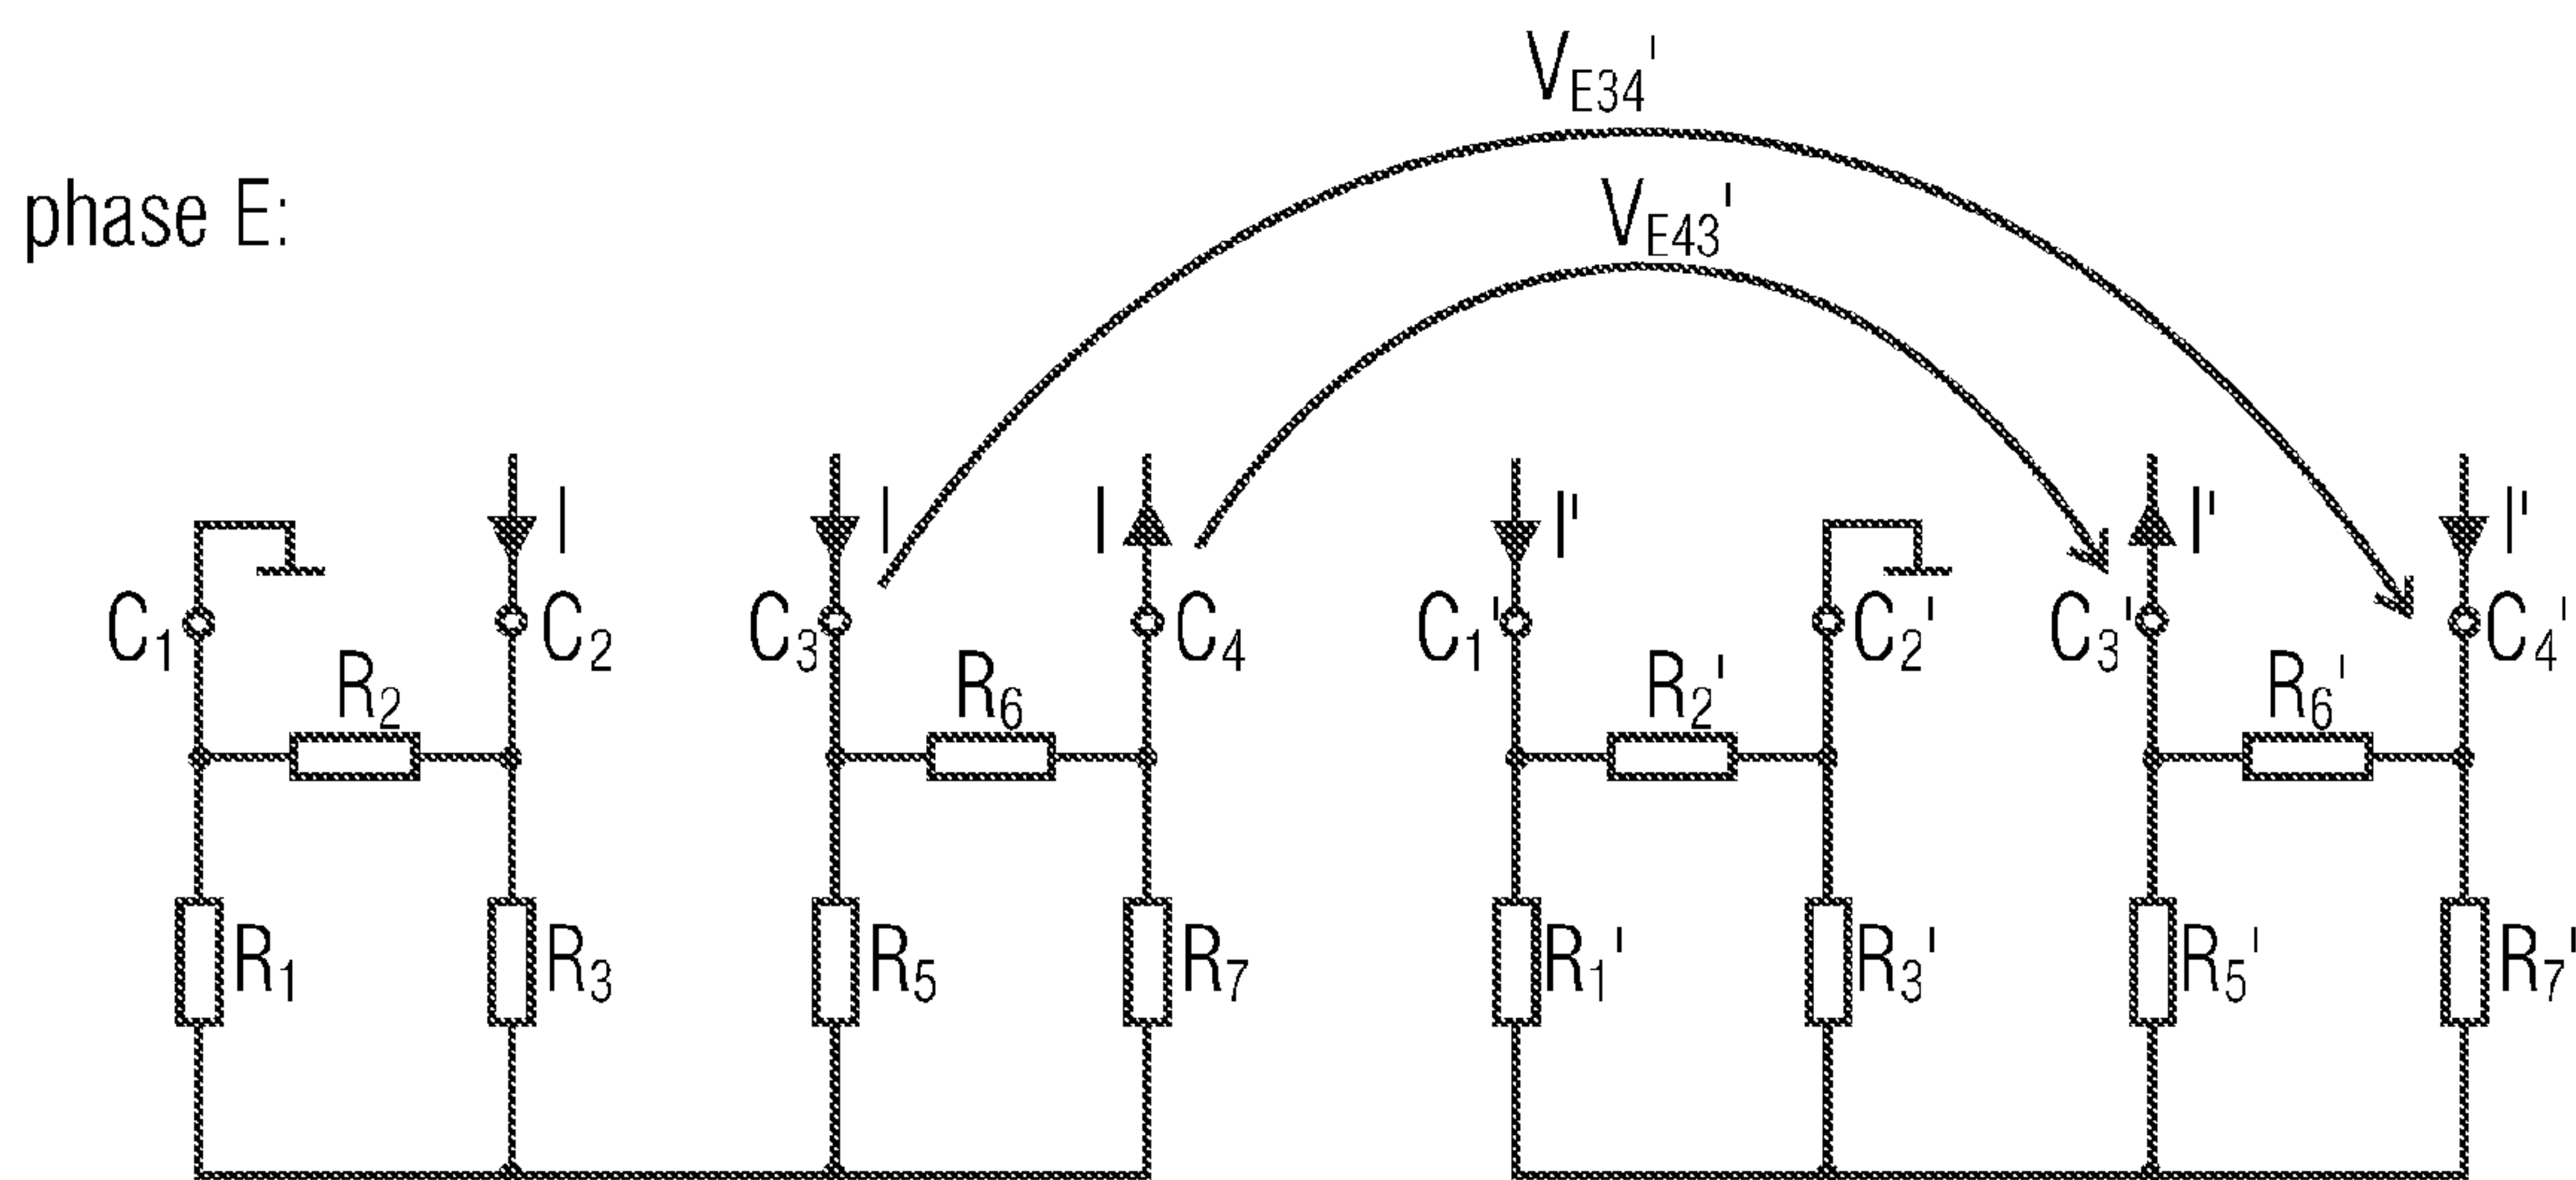 V_E34'
phase E:
V_E43'
I I I I' I' I'
C1 C2 C3 C4 C1' C2' C3' C4'
R2 R6 R2' R6'
R1 R3 R5 R7 R1' R3' R5' R7'